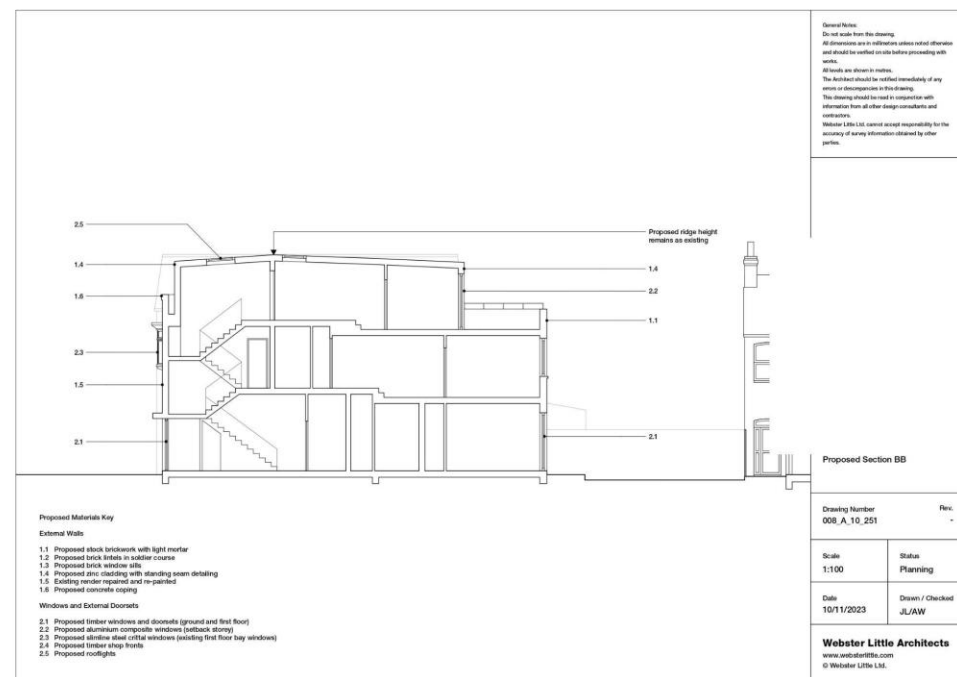 General Notes:
Do not scale from this drawing.
All dimensions are in millimeters unless noted otherwise
and should be verified on site before proceeding with
works.
All levels are shown in metres.
The Architect should be notified immediately of any
errors or descrepancies in this drawing.
This drawing should be read in conjunction with
information from all other design consultants and
contractors.
Webster Little Ltd. cannot accept responsibility for the
accuracy of survey information obtained by other
parties.
2.5
Proposed ridge height
remains as existing
1.4
1.4
2.2
1.6
1.1
2.3
1.5
2.1
2.1
Proposed Section BB
Drawing Number
Rev.
008_A_10_251
-
Scale
Status
1:100
Planning
Date
Drawn / Checked
10/11/2023
JL/AW
Webster Little Architects
www.websterlittle.com
© Webster Little Ltd.
Proposed Materials Key
External Walls
1.1 Proposed stock brickwork with light mortar
1.2 Proposed brick lintels in soldier course
1.3 Proposed brick window sills
1.4 Proposed zinc cladding with standing seam detailing
1.5 Existing render repaired and re-painted
1.6 Proposed concrete coping
Windows and External Doorsets
2.1 Proposed timber windows and doorsets (ground and first floor)
2.2 Proposed aluminium composite windows (setback storey)
2.3 Proposed slimline steel crittal windows (existing first floor bay windows)
2.4 Proposed timber shop fronts
2.5 Proposed rooflights